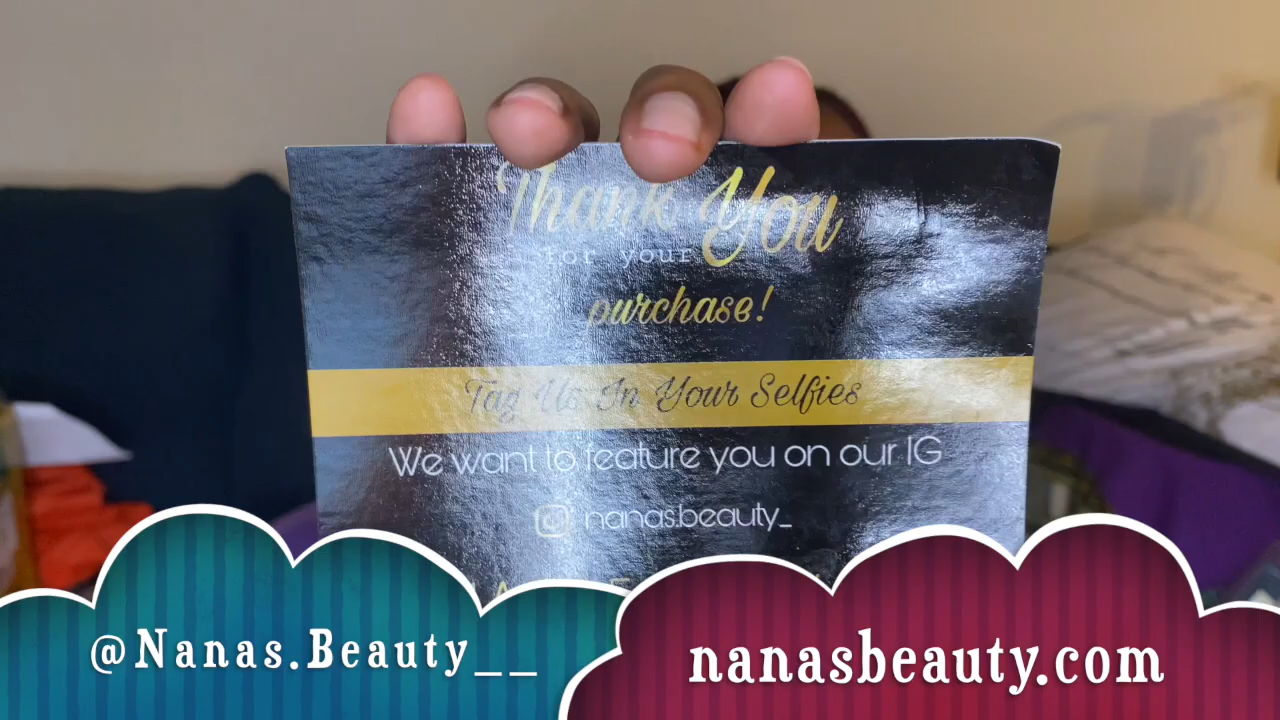 Thank You
for your
purchase!
Tag Us In Your Selfies
We want to feature you on our IG
nanas.beauty_
@Nanas.Beauty__
nanasbeauty.com